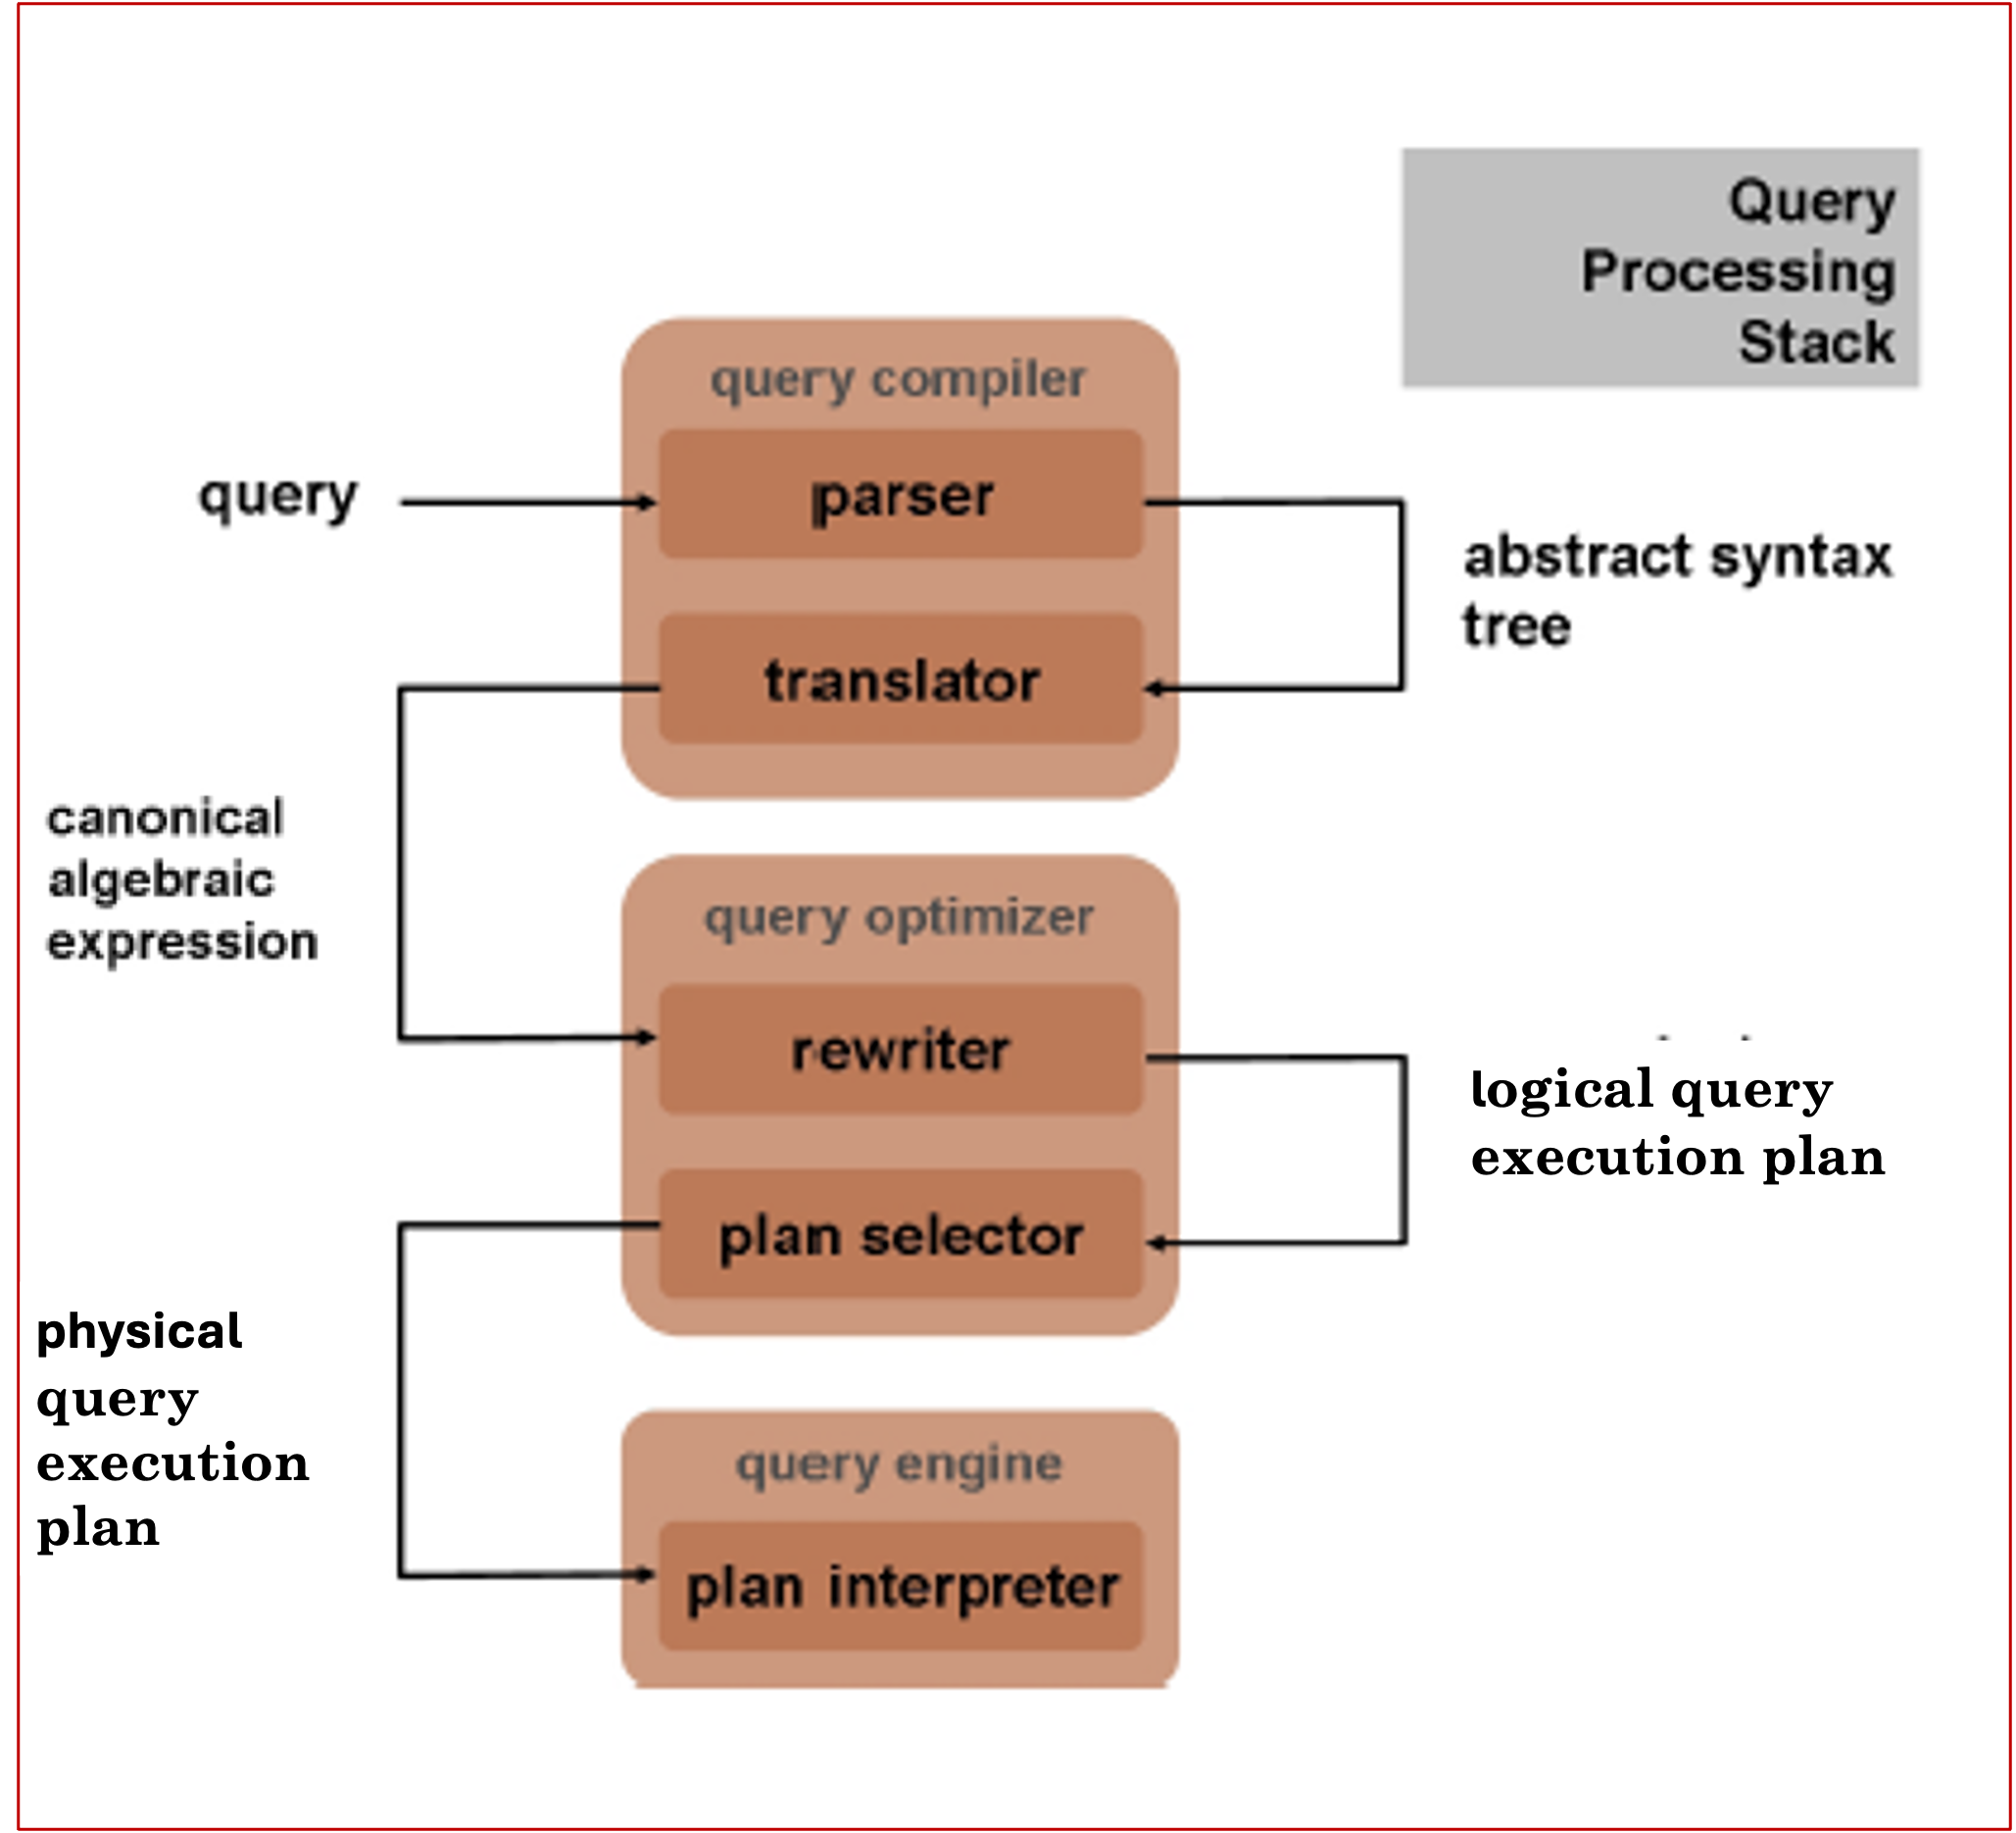 Query
Processing
Stack
query compiler
query
parser
abstract syntax
tree
translator
canonical
algebraic
expression
query optimizer
rewriter
logical query
execution plan
plan selector
physical
query
execution
plan
query engine
plan interpreter